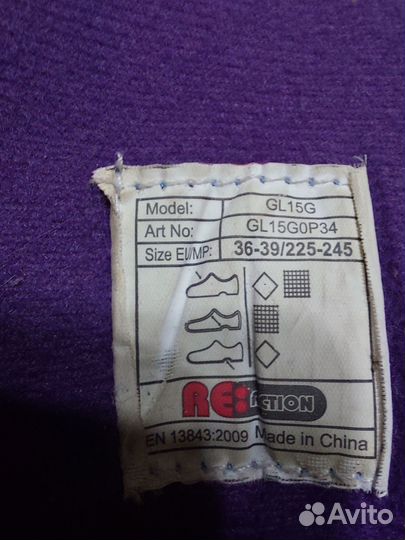 Model: GL15G
Art No: GL15G0P34
Size EU/MP: 36-39/225-245
RE:ACTION
EN 13843:2009 Made in China
Avito